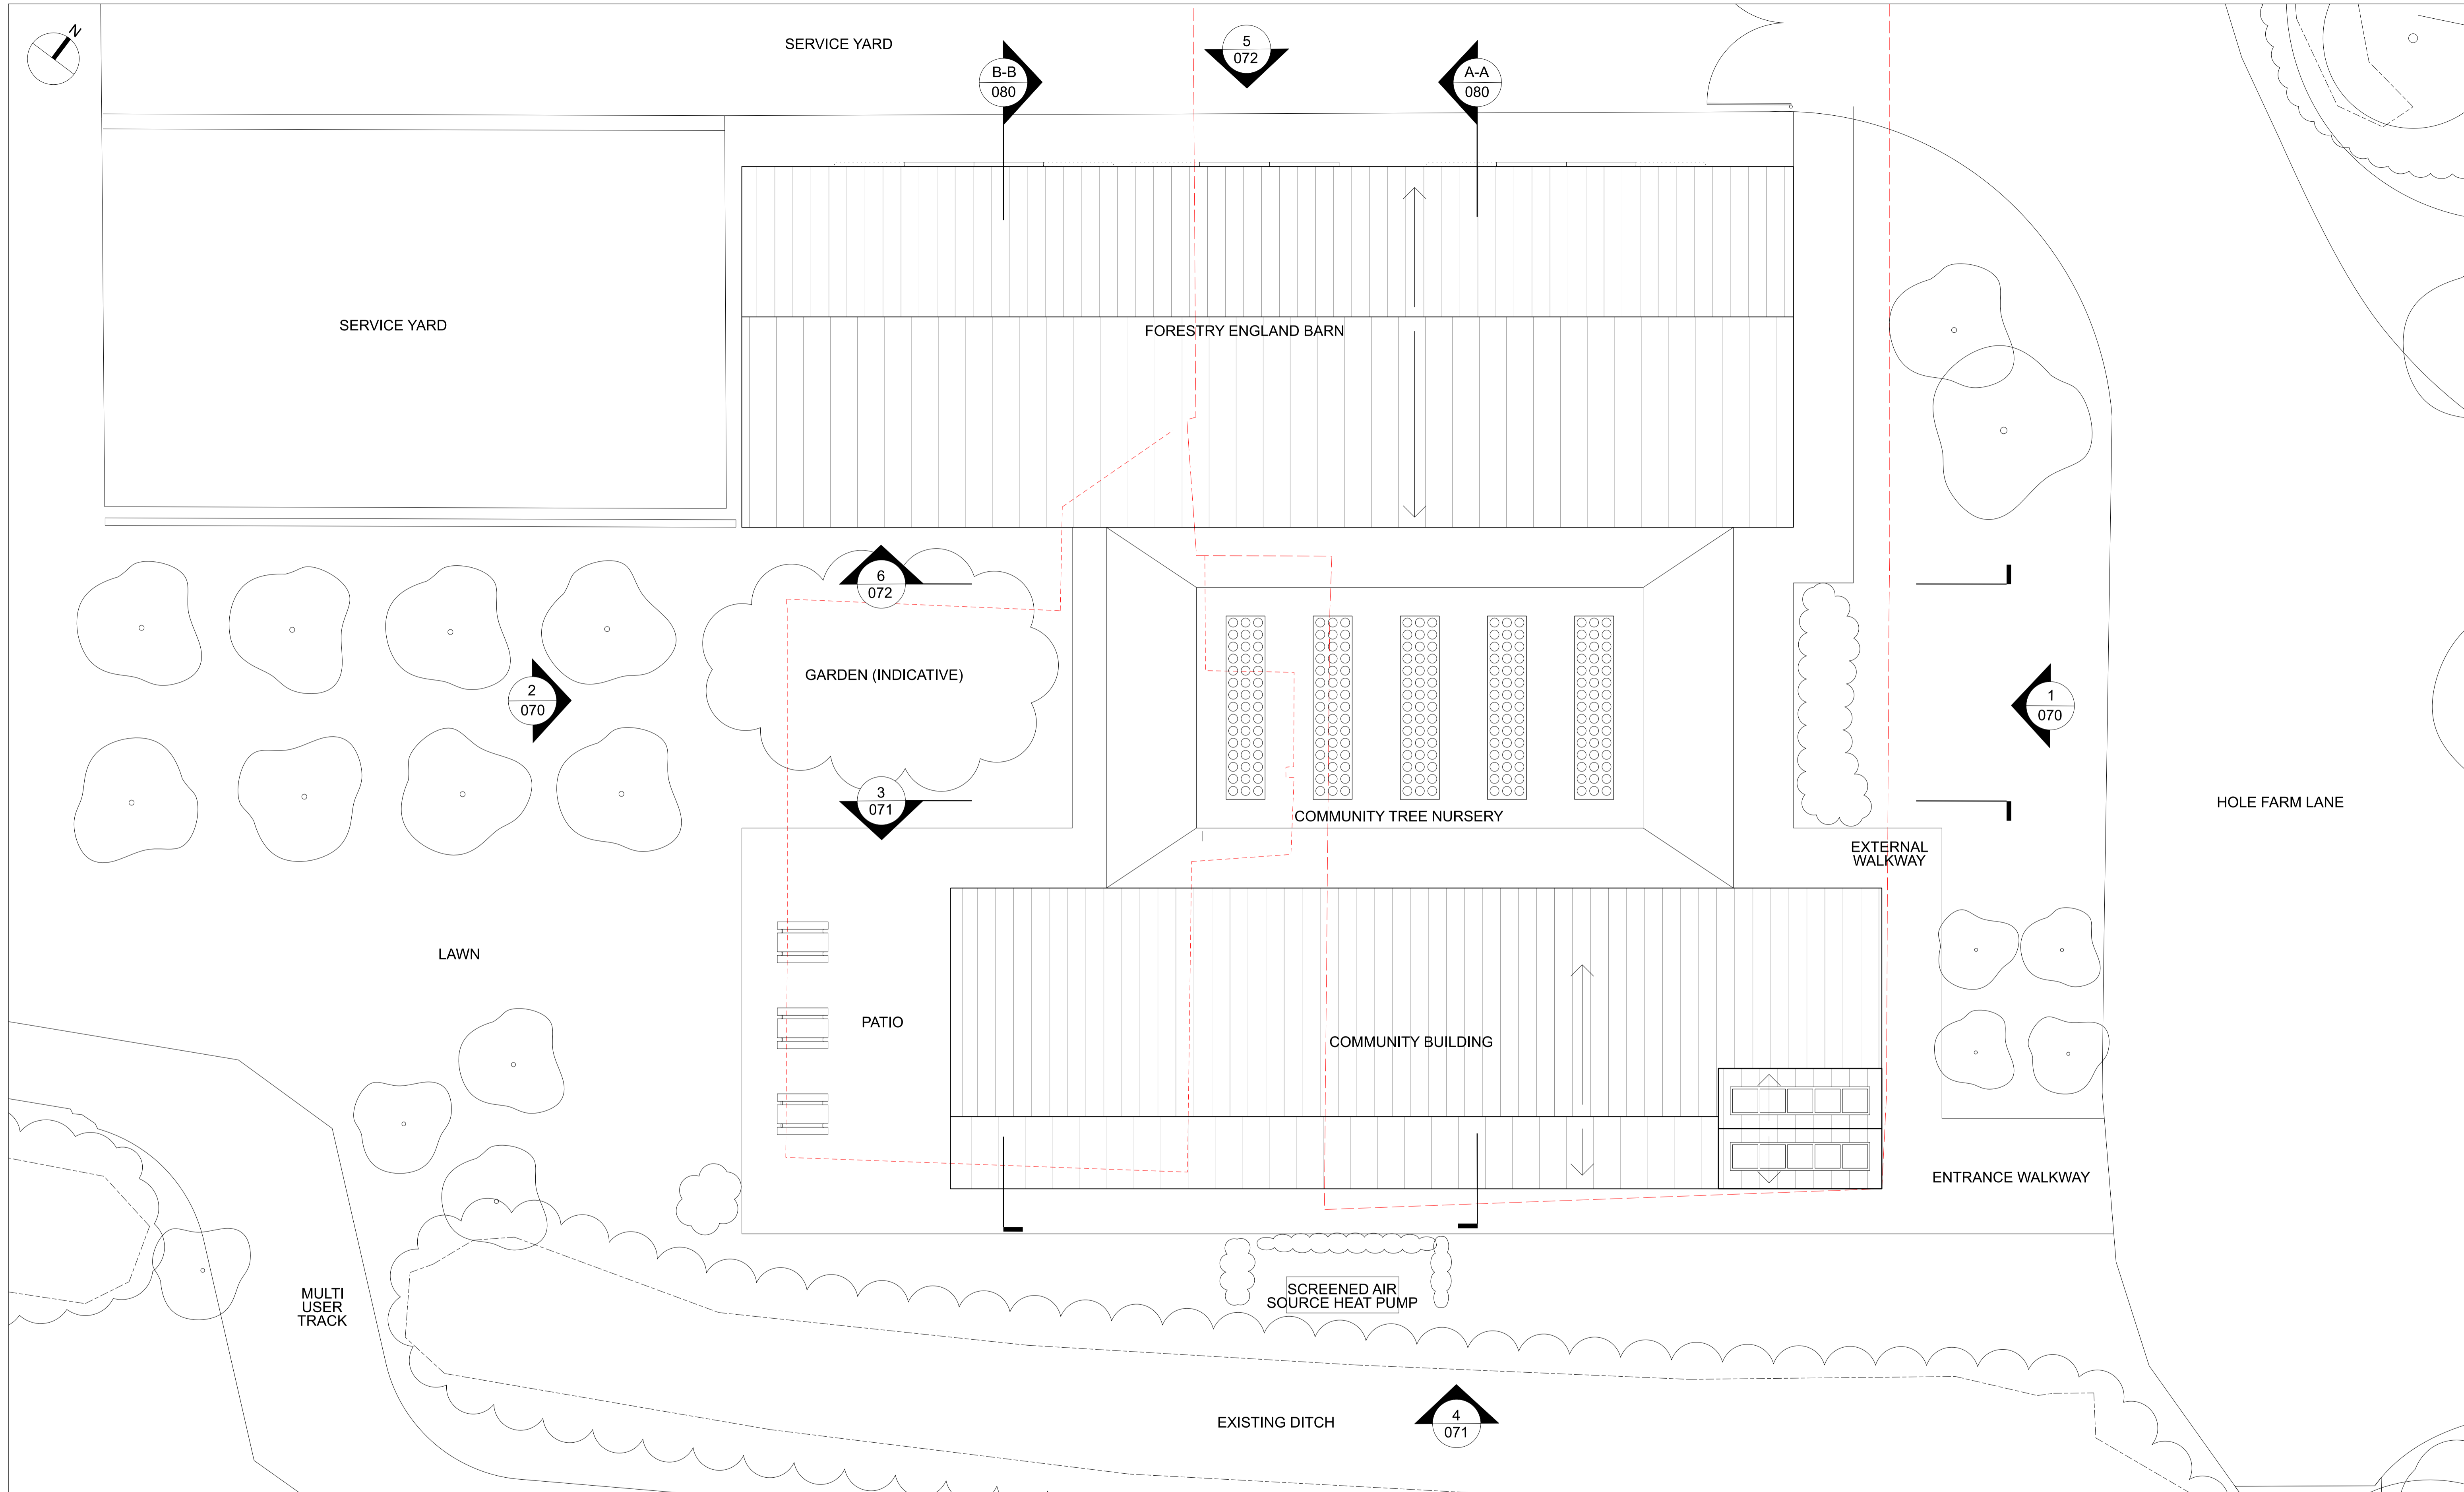 N
SERVICE YARD
5
072
B-B
080
A-A
080
SERVICE YARD
FORESTRY ENGLAND BARN
6
072
GARDEN (INDICATIVE)
2
070
1
070
3
071
COMMUNITY TREE NURSERY
HOLE FARM LANE
EXTERNAL
WALKWAY
LAWN
PATIO
COMMUNITY BUILDING
ENTRANCE WALKWAY
MULTI
USER
TRACK
SCREENED AIR
SOURCE HEAT PUMP
EXISTING DITCH
4
071